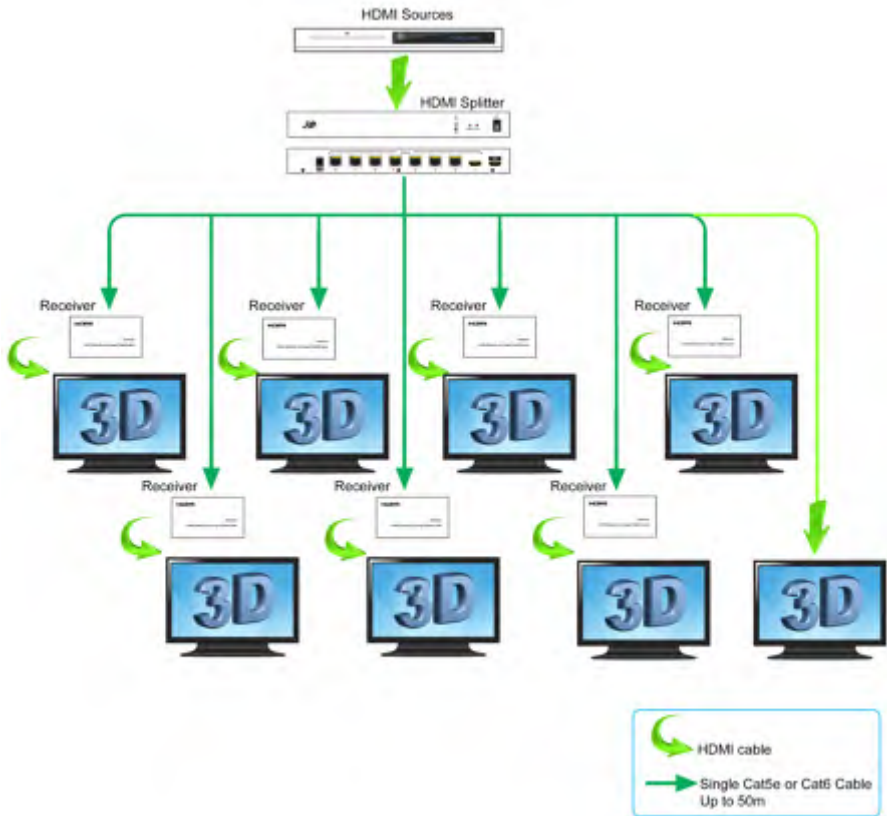 HDMI Sources
HDMI Splitter
Receiver
Receiver
Receiver
Receiver
3D
3D
3D
3D
Receiver
Receiver
Receiver
3D
3D
3D
3D
HDMI cable
Single Cat5e or Cat6 Cable
Up to 50m